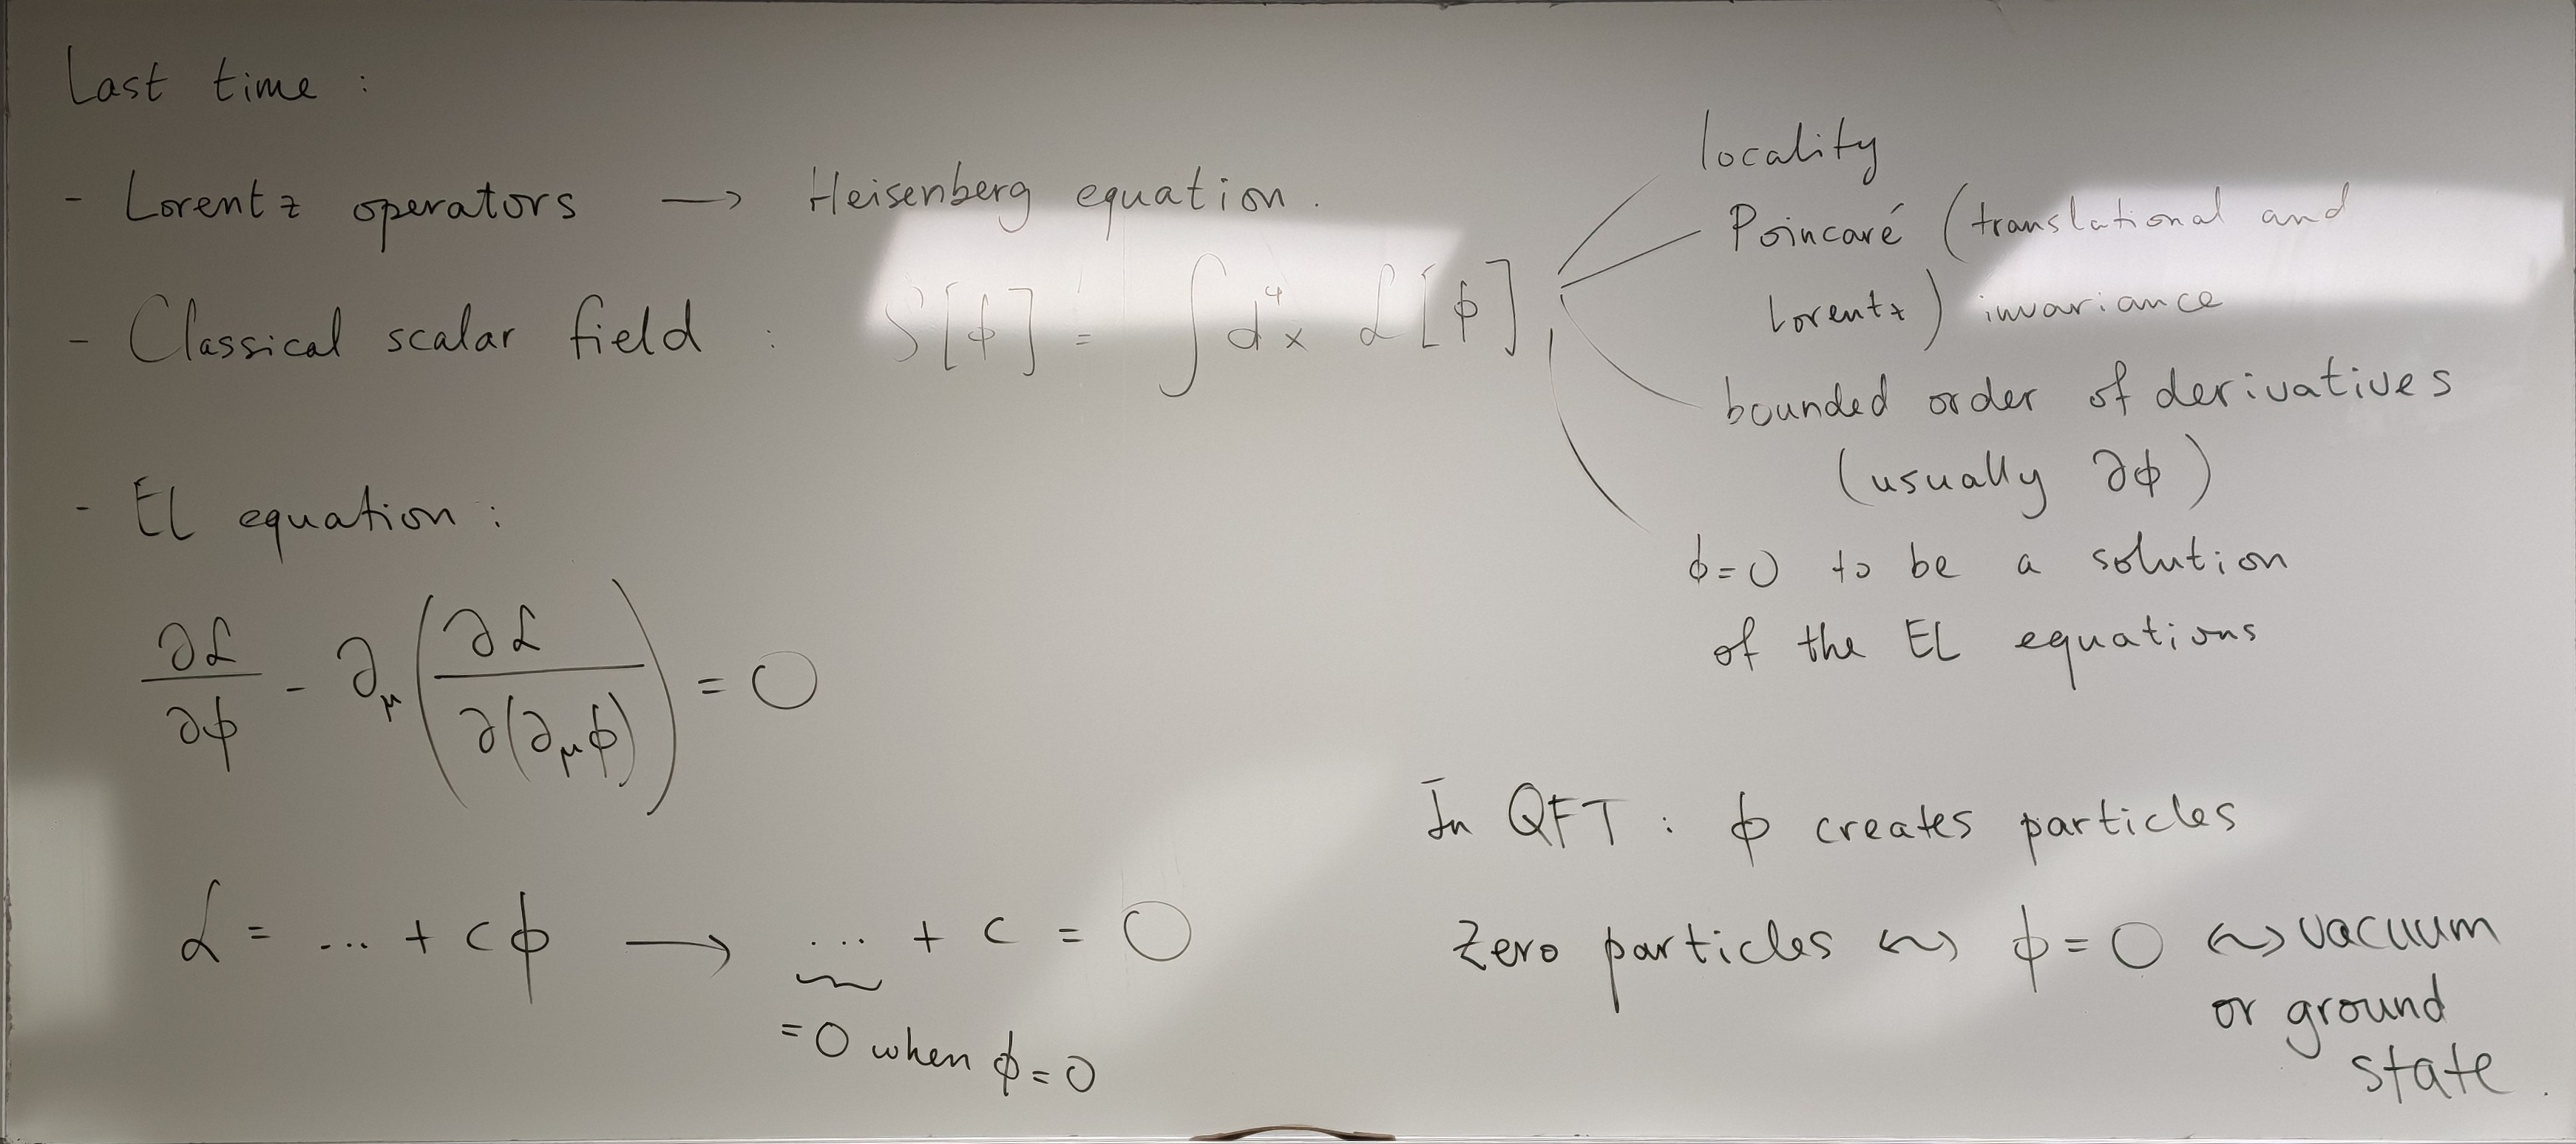 Last time :
- Lorentz operators → Heisenberg equation.
- Classical scalar field : S[ϕ] = ∫ d⁴x ℒ[ϕ],
locality
Poincaré (translational and
Lorentz) invariance
bounded order of derivatives
(usually ∂ϕ)
ϕ=0 to be a solution
of the EL equations
- EL equation :
∂ℒ/∂ϕ - ∂_μ (∂ℒ/∂(∂_μϕ)) = 0
ℒ = ... + cϕ → ... + c = 0
=0 when ϕ=0
In QFT : ϕ creates particles
Zero particles ↭ ϕ=0 ↭ vacuum
or ground
state.